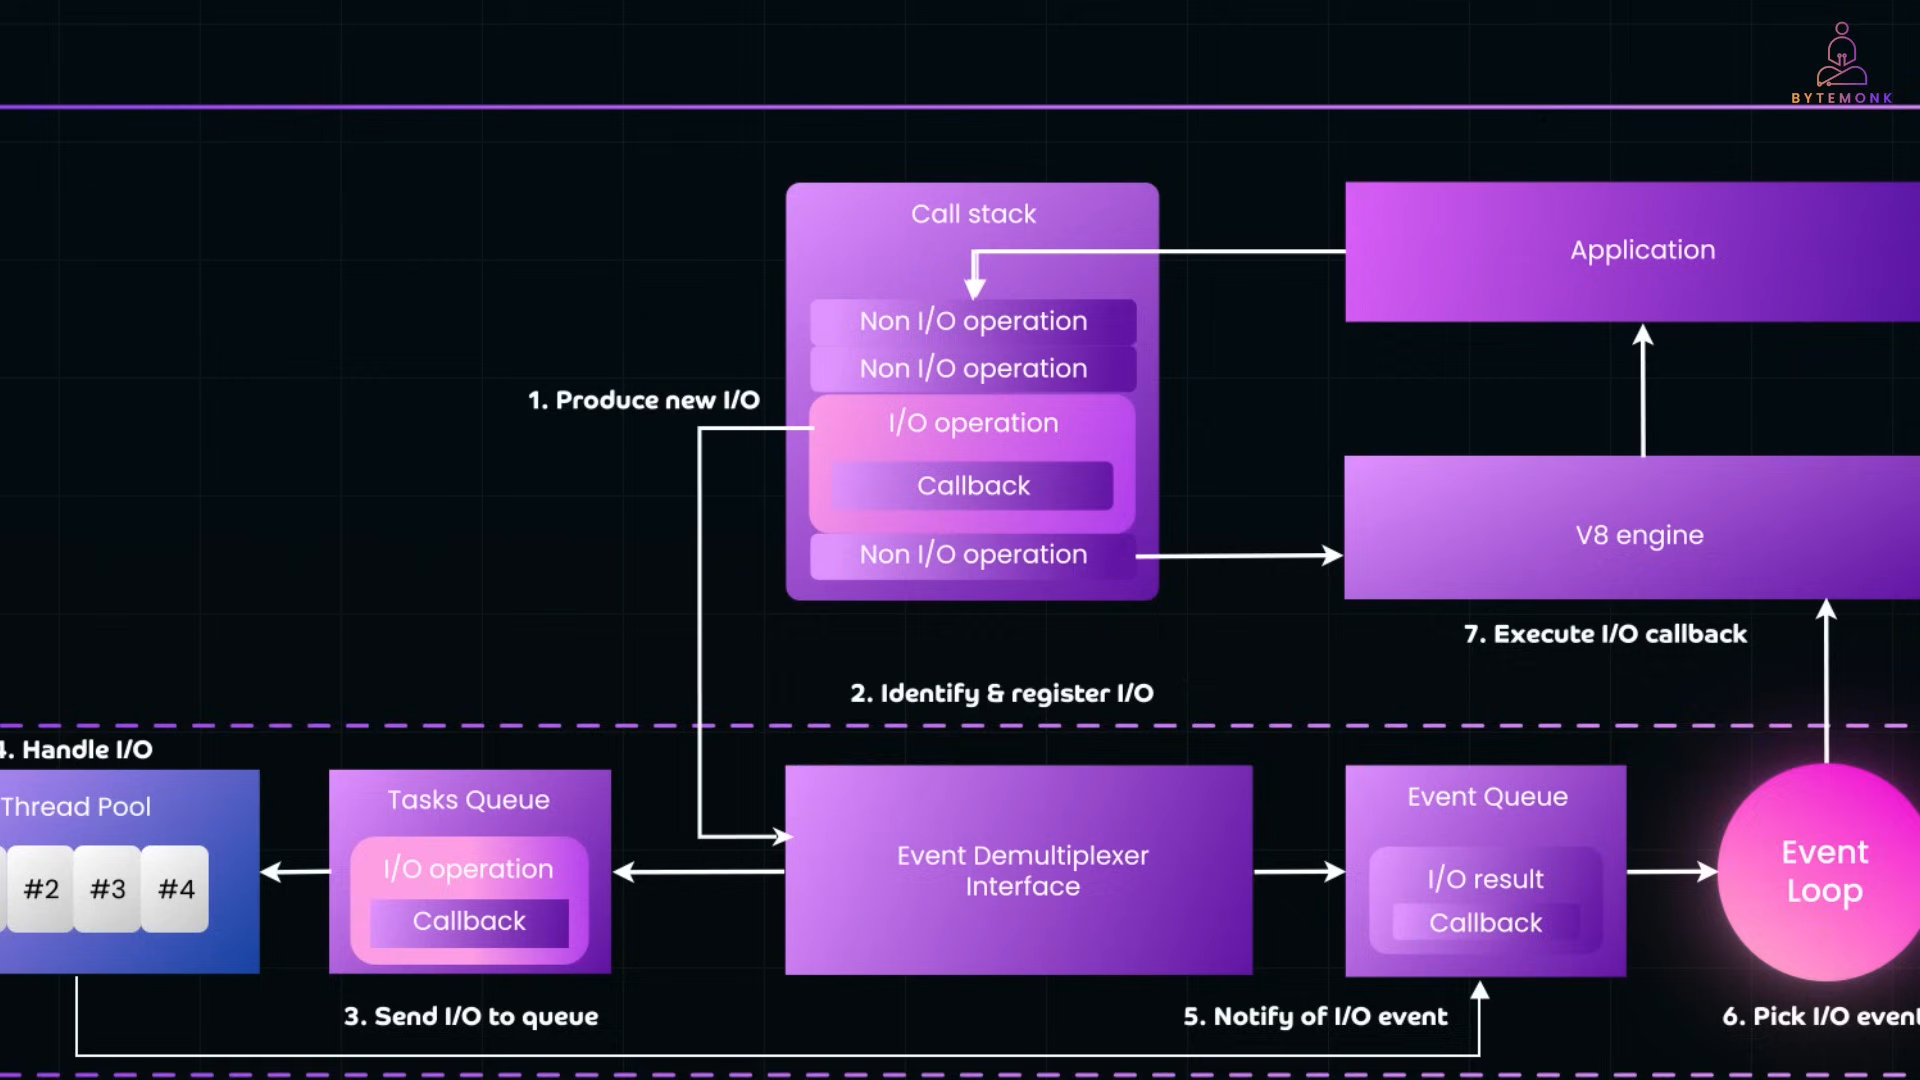 BYTEMONK
Call stack
Application
Non I/O operation
Non I/O operation
1. Produce new I/O
I/O operation
Callback
V8 engine
Non I/O operation
7. Execute I/O callback
2. Identify & register I/O
4. Handle I/O
Thread Pool
#2 #3 #4
Tasks Queue
I/O operation
Callback
Event Demultiplexer
Interface
Event Queue
I/O result
Callback
Event
Loop
3. Send I/O to queue
5. Notify of I/O event
6. Pick I/O event